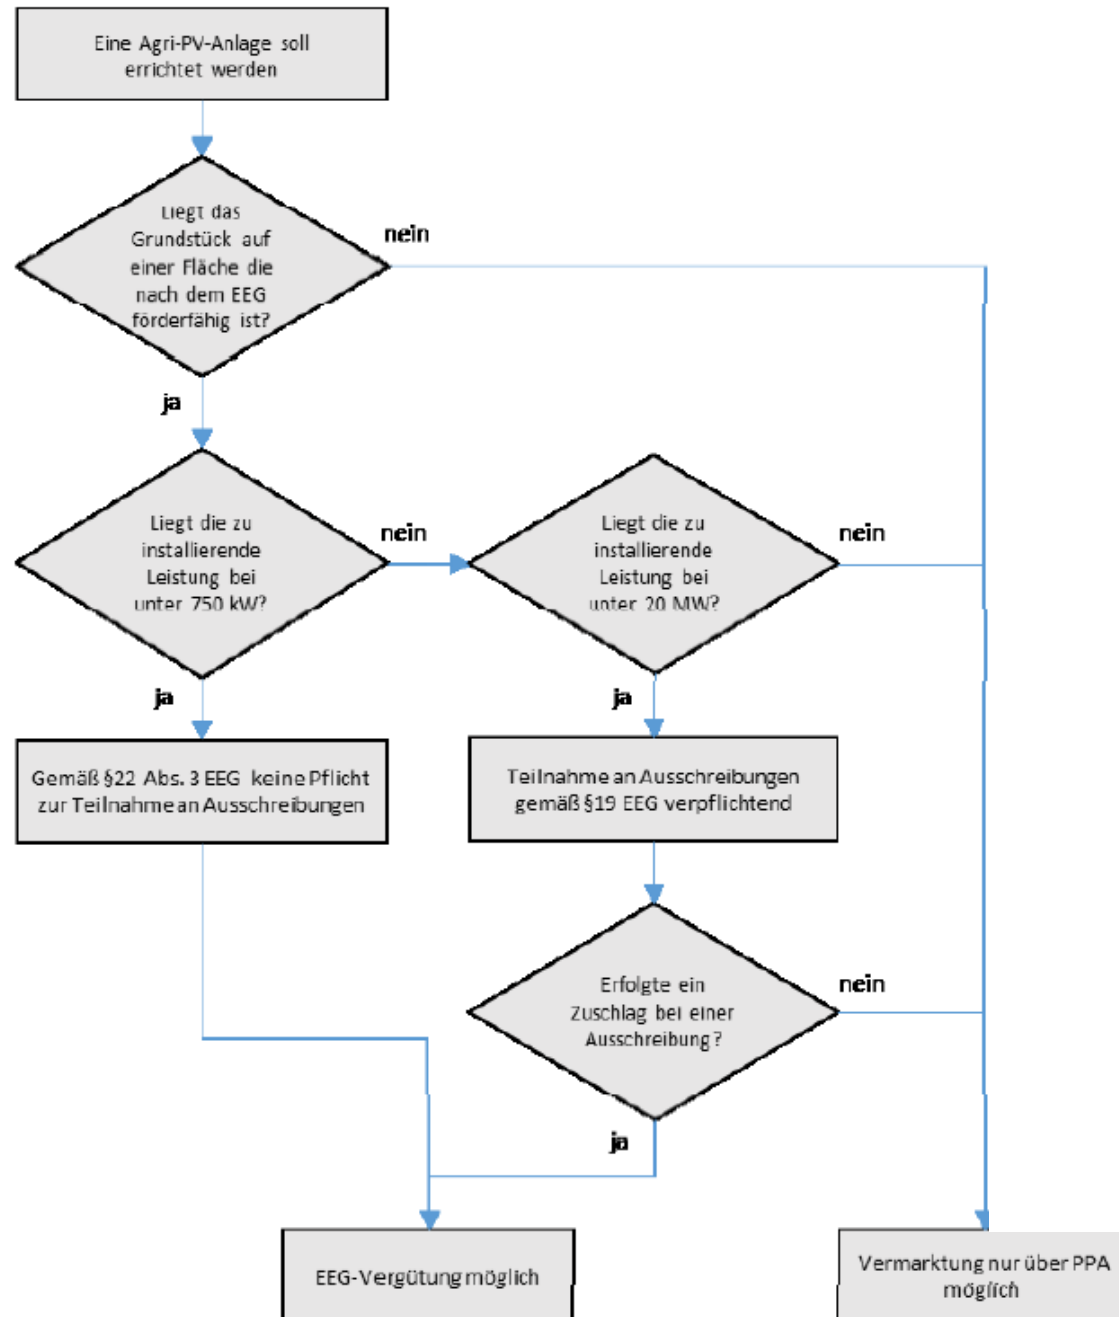 Eine Agri-PV-Anlage soll
errichtet werden
Liegt das
Grundstück auf
einer Fläche die
nach dem EEG
förderfähig ist?
nein
ja
Liegt die zu
installierende
Leistung bei
unter 750 kW?
nein
Liegt die zu
installierende
Leistung bei
unter 20 MW?
nein
ja
ja
Gemäß §22 Abs. 3 EEG keine Pflicht
zur Teilnahme an Ausschreibungen
Teilnahme an Ausschreibungen
gemäß §19 EEG verpflichtend
Erfolgte ein
Zuschlag bei einer
Ausschreibung?
nein
ja
EEG-Vergütung möglich
Vermarktung nur über PPA
möglich